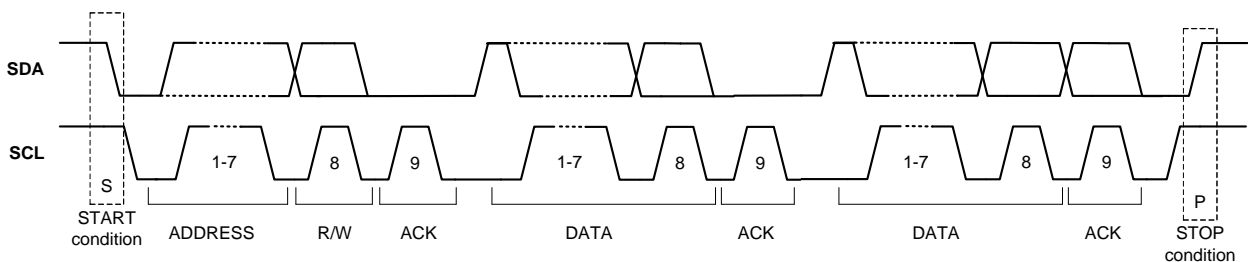 SDA
SCL
1-7
8
9
1-7
8
9
1-7
8
9
S
P
START
condition
ADDRESS
R/W
ACK
DATA
ACK
DATA
ACK
STOP
condition